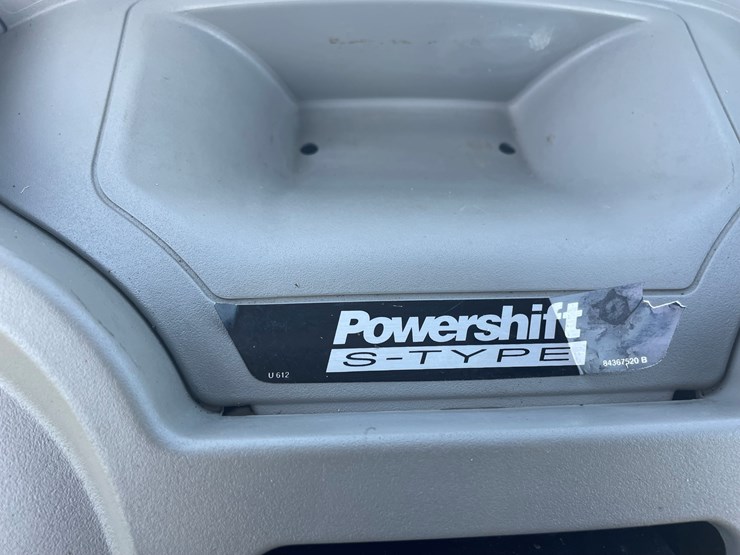 Powershift
S-TYPE
U 612
84367520 B